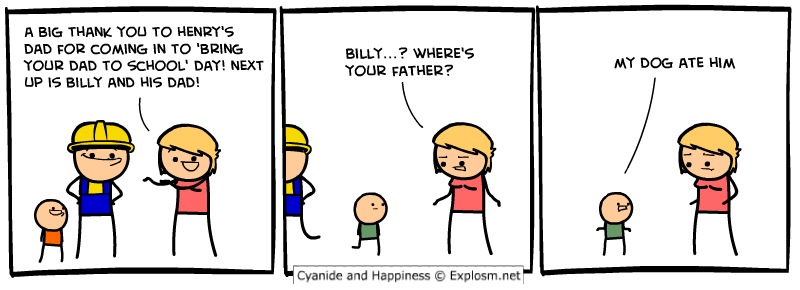 A BIG THANK YOU TO HENRY'S
DAD FOR COMING IN TO 'BRING
YOUR DAD TO SCHOOL' DAY! NEXT
UP IS BILLY AND HIS DAD!
BILLY...? WHERE'S
YOUR FATHER?
MY DOG ATE HIM
Cyanide and Happiness © Explosm.net